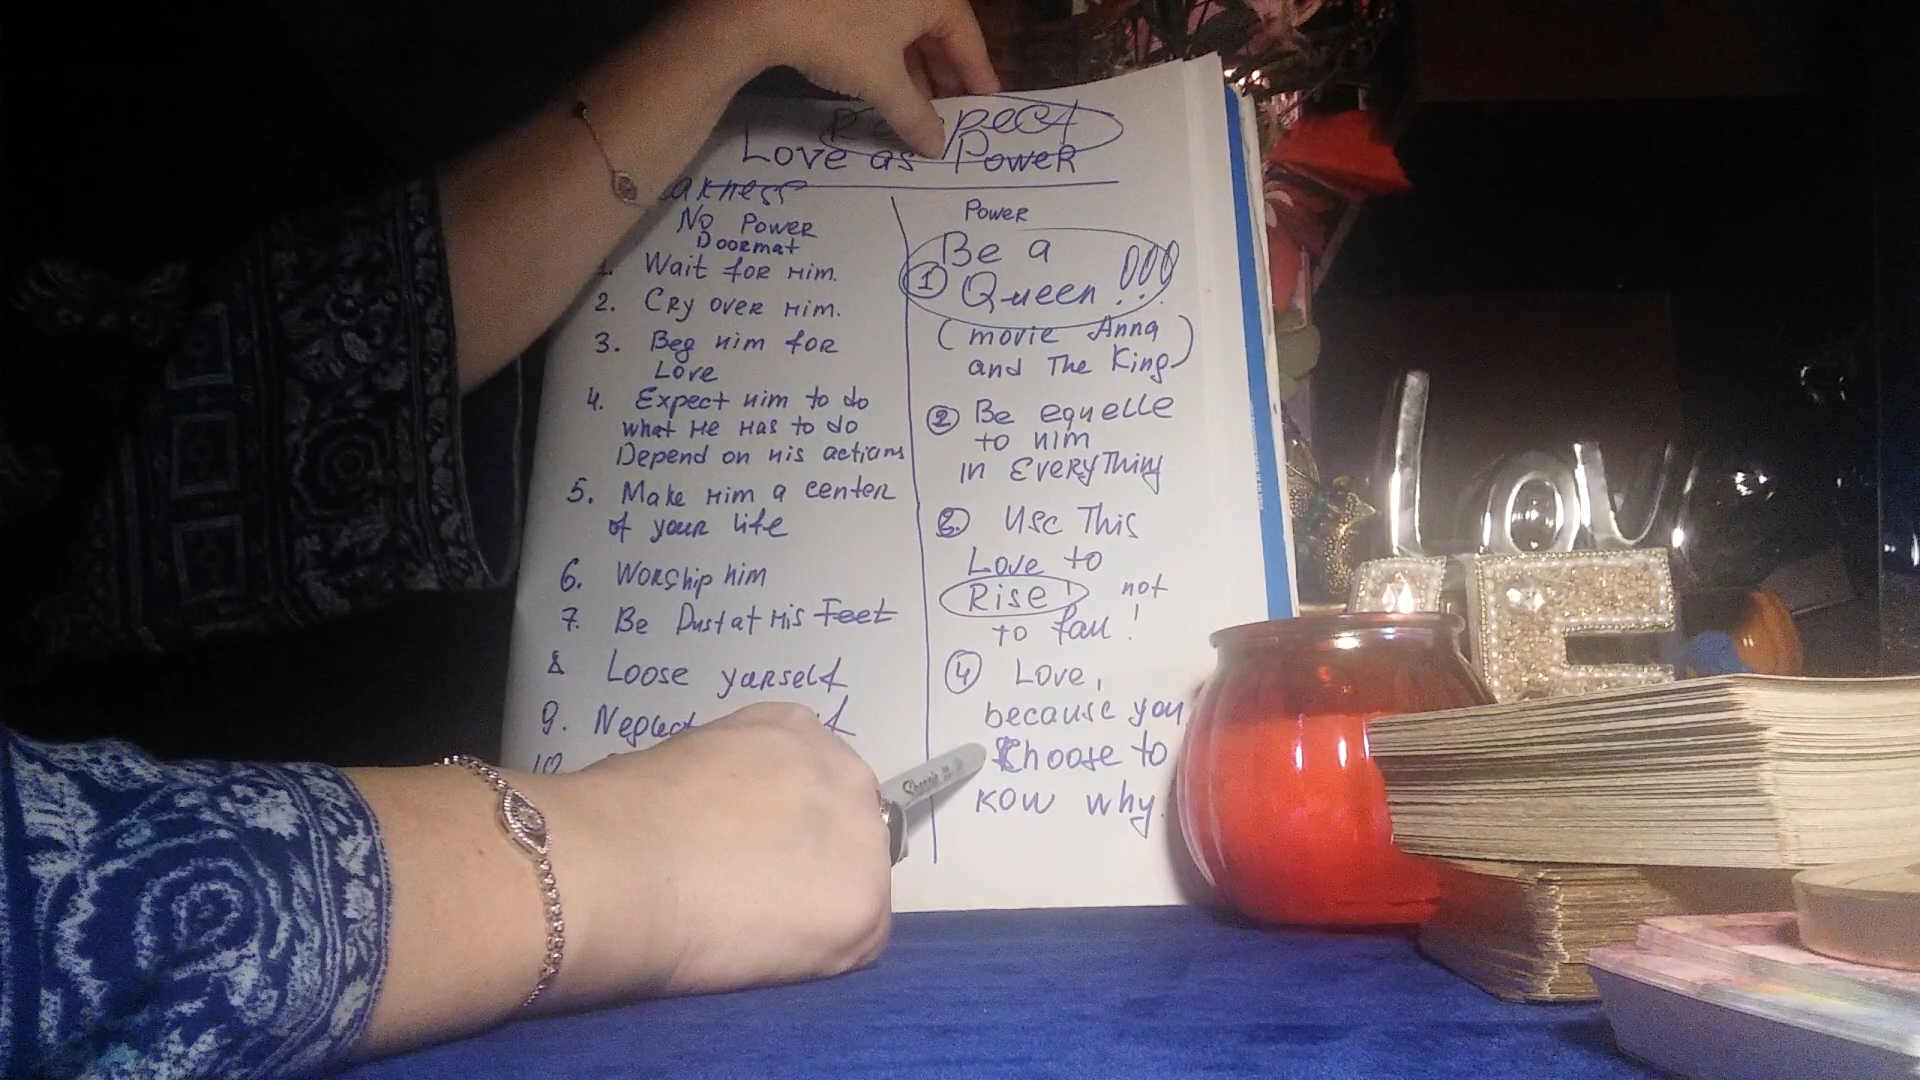 Respect
Love as Power
akness
No Power
Doormat
1. Wait for Him.
2. Cry over Him.
3. Beg him for
Love
4. Expect him to do
what He Has to do
Depend on his actions
5. Make Him a center
of your life
6. Worship him
7. Be Dust at His Feet
8 Loose yourself
9. Neglect
10
Power
Be a
1 Queen!!!
(movie Anna
and The King)
2 Be equelle
to him
in EveryThing
3. Use This
Love to
Rise! not
to fall!
4 Love,
because you
Choose to
kow why.
Sharpie
LOV
E